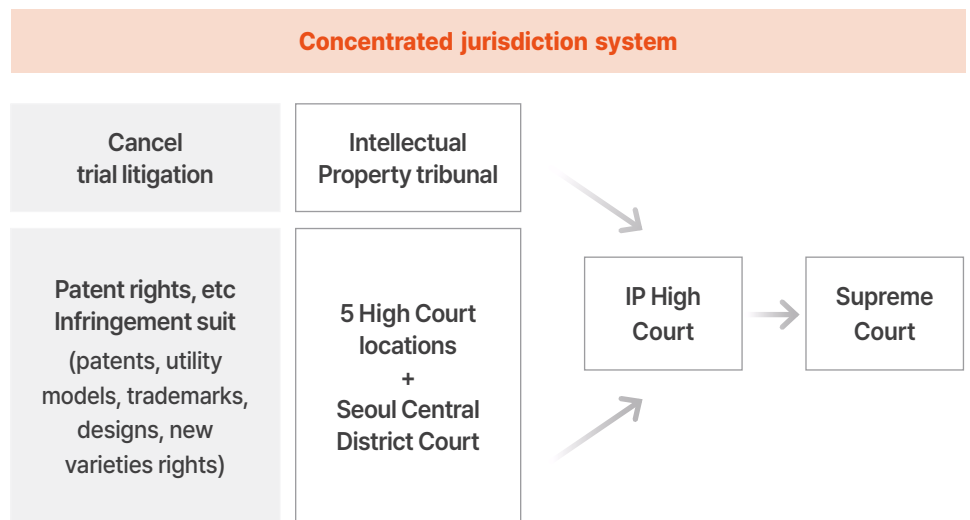 Concentrated jurisdiction system
Cancel
trial litigation
Intellectual
Property tribunal
Patent rights, etc
Infringement suit
(patents, utility
models, trademarks,
designs, new
varieties rights)
5 High Court
locations
+
Seoul Central
District Court
IP High
Court
Supreme
Court